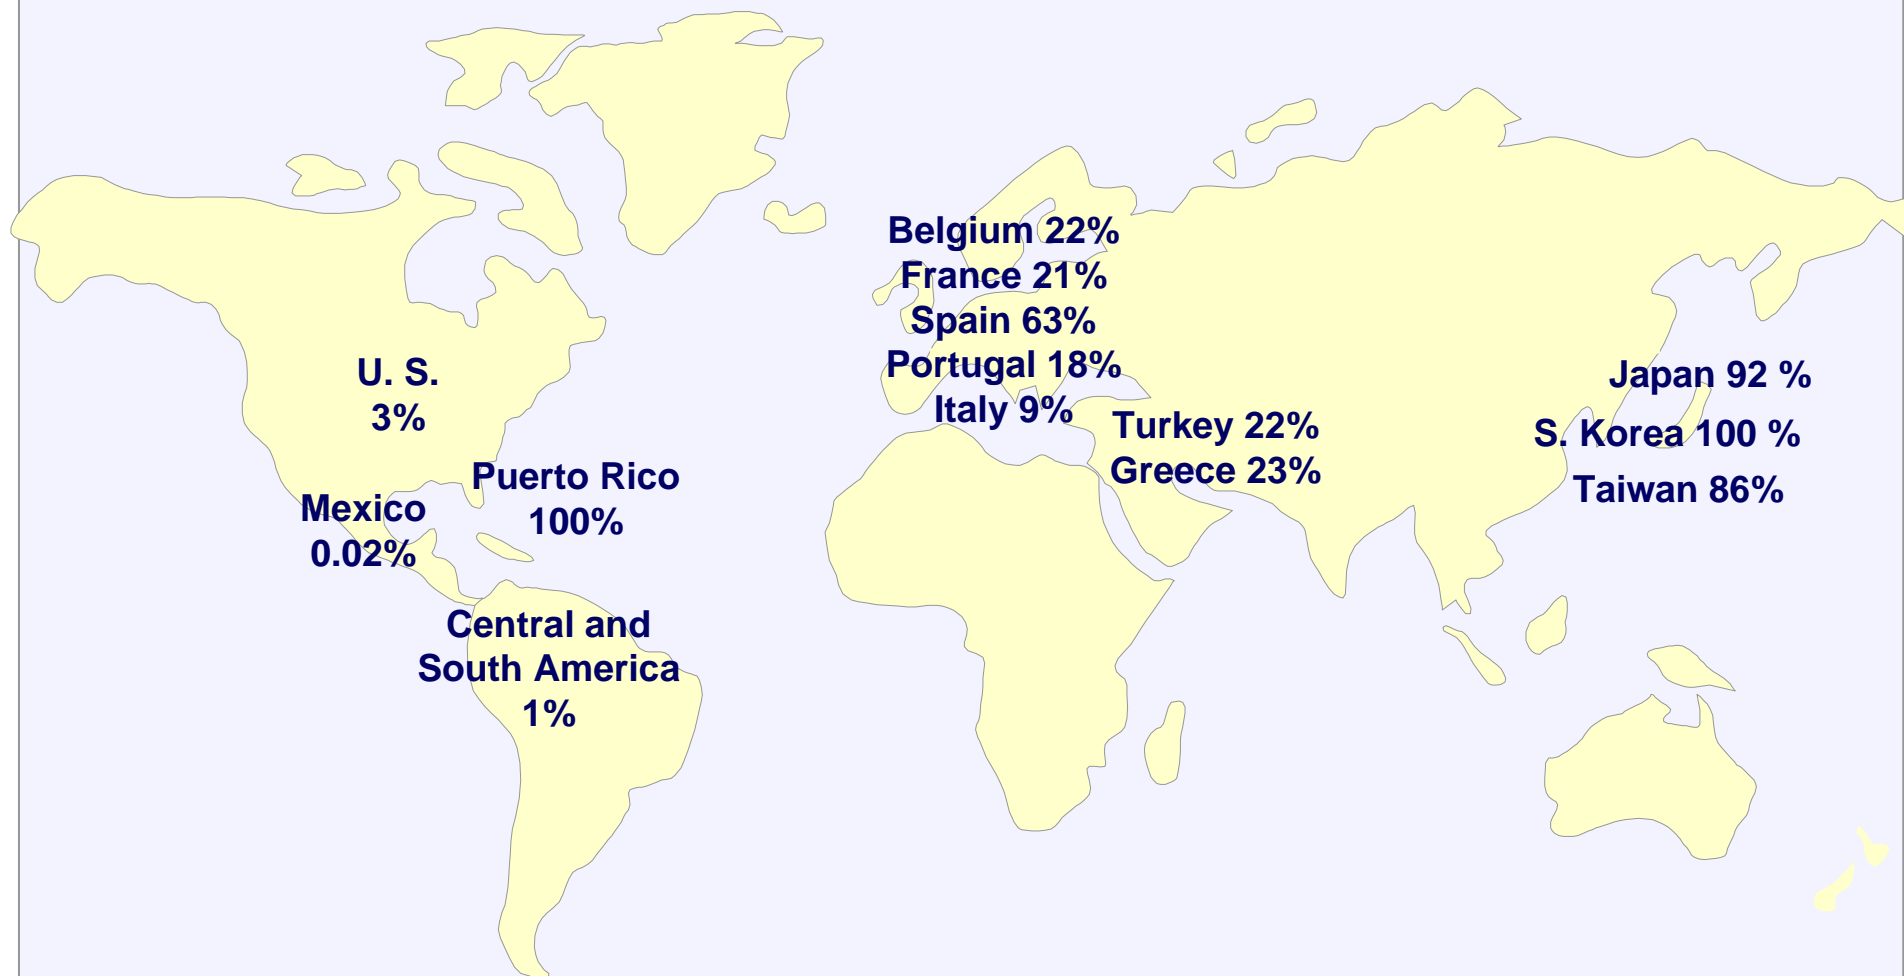 Belgium 22%
France 21%
Spain 63%
Portugal 18%
Italy 9%
U. S.
3%
Japan 92 %
Turkey 22%
Greece 23%
S. Korea 100 %
Taiwan 86%
Puerto Rico
100%
Mexico
0.02%
Central and
South America
1%